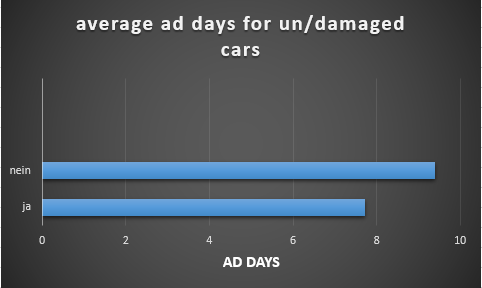 average ad days for un/damaged
cars
nein
ja
0 2 4 6 8 10
AD DAYS